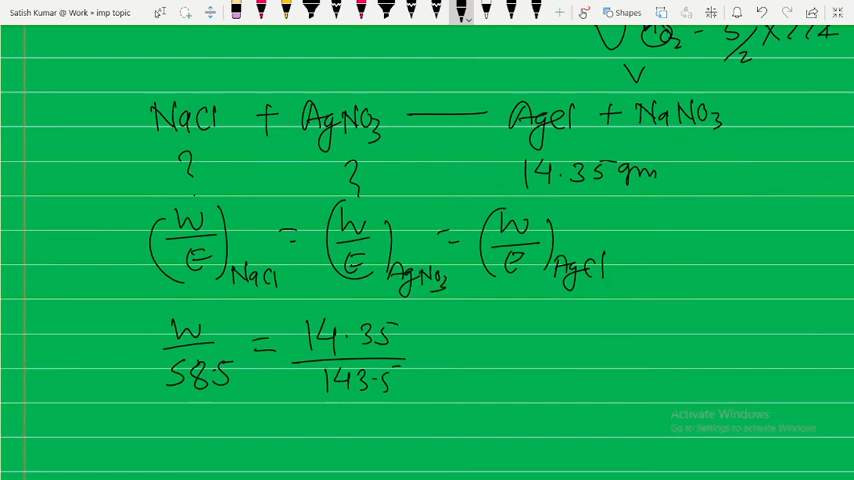 Satish Kumar @ Work » imp topic
Shapes
NaCl + AgNO3 —— AgCl + NaNO3
? ? 14.35 gm
(W/E)NaCl = (W/E)AgNO3 = (W/E)AgCl
W/58.5 = 14.35/143.5
Activate Windows
Go to Settings to activate Windows.